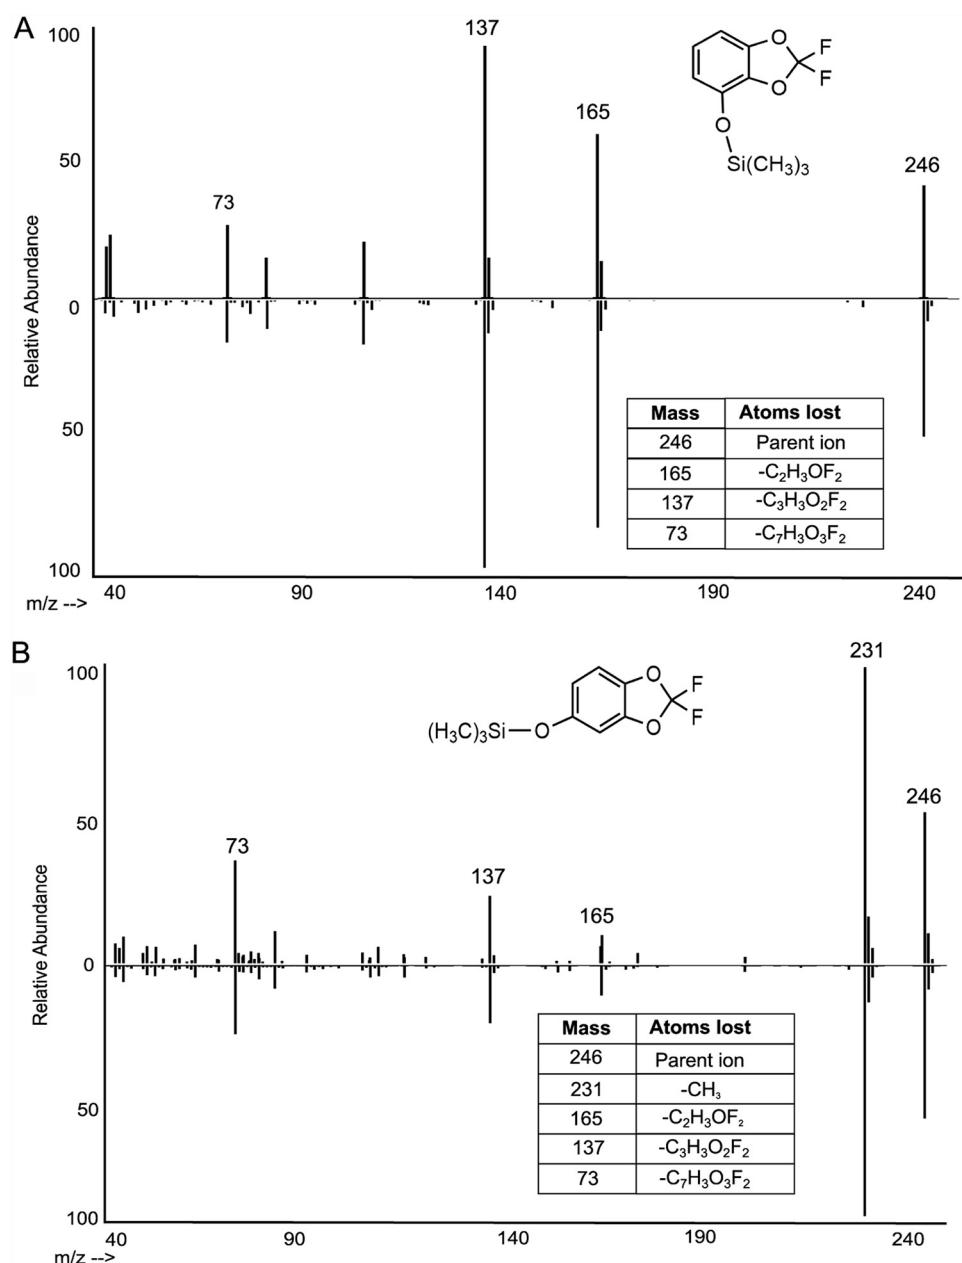 A
100
50
0
50
100
Relative Abundance
137
165
73
246
O
F
F
O
O
Si(CH₃)₃
Mass Atoms lost
246 Parent ion
165 -C₂H₃OF₂
137 -C₃H₃O₂F₂
73 -C₇H₃O₃F₂
m/z --> 40 90 140 190 240
B
100
50
0
50
100
Relative Abundance
231
246
73
137
165
O
F
F
O
(H₃C)₃Si—O
Mass Atoms lost
246 Parent ion
231 -CH₃
165 -C₂H₃OF₂
137 -C₃H₃O₂F₂
73 -C₇H₃O₃F₂
m/z --> 40 90 140 190 240